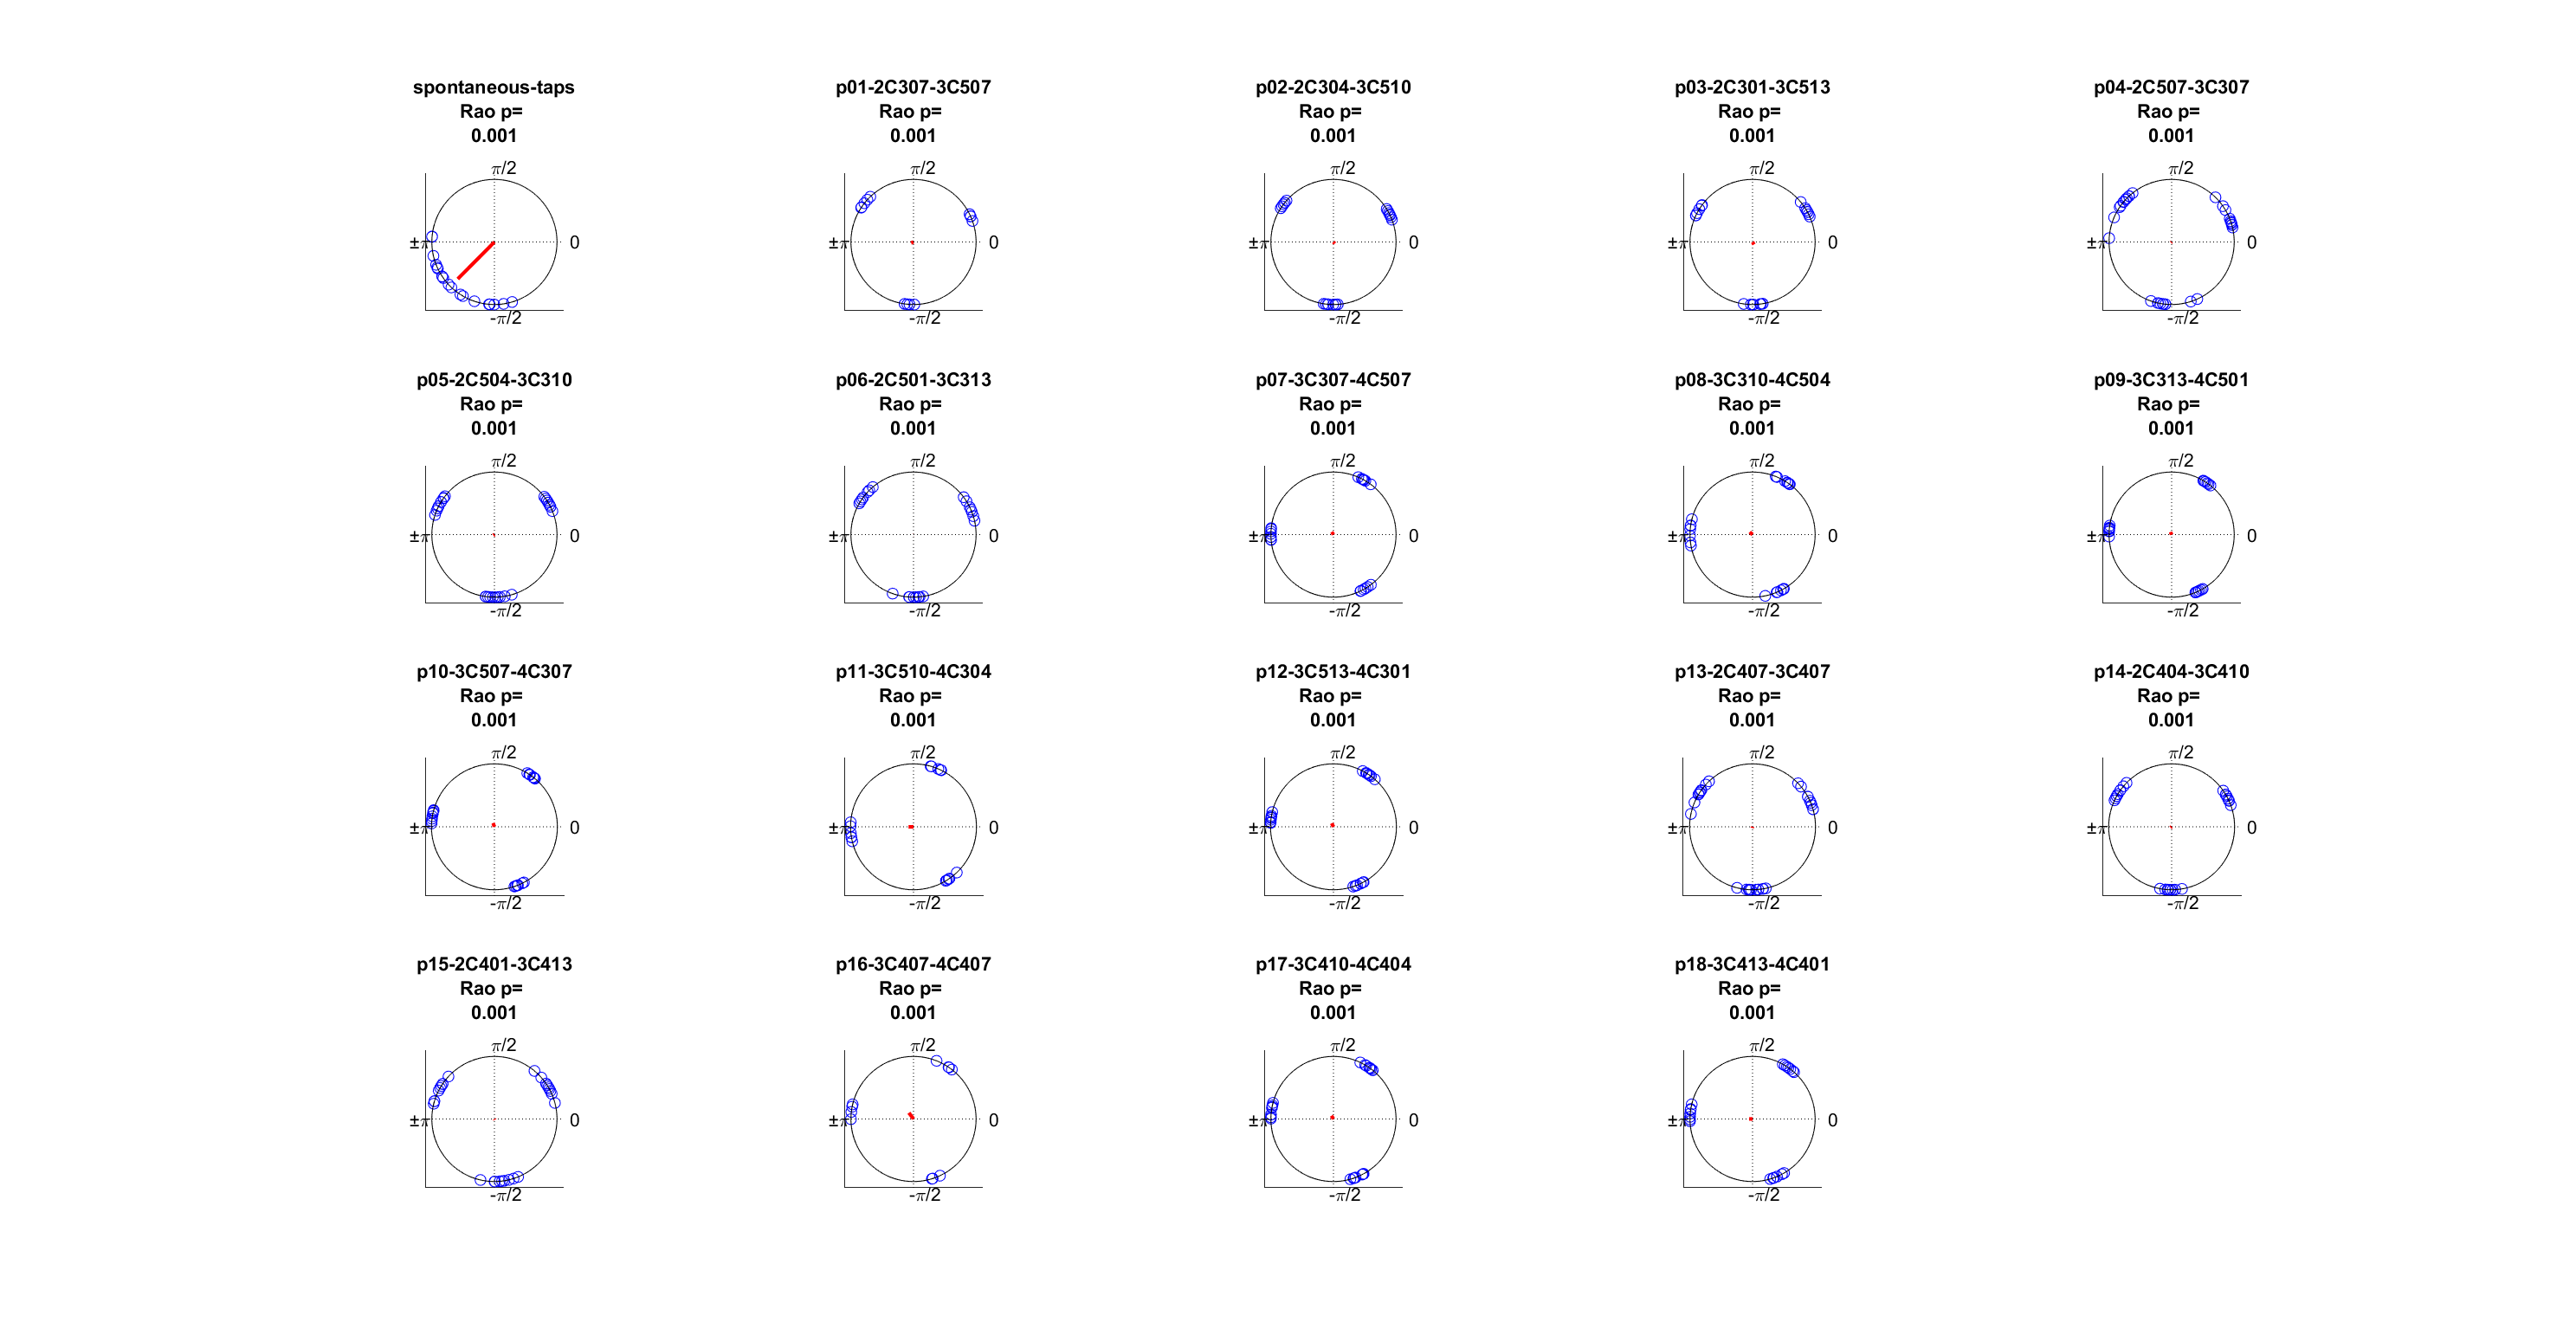 spontaneous-taps
Rao p=
0.001
π/2
±π
0
-π/2
p01-2C307-3C507
Rao p=
0.001
π/2
±π
0
-π/2
p02-2C304-3C510
Rao p=
0.001
π/2
±π
0
-π/2
p03-2C301-3C513
Rao p=
0.001
π/2
±π
0
-π/2
p04-2C507-3C307
Rao p=
0.001
π/2
±π
0
-π/2
p05-2C504-3C310
Rao p=
0.001
π/2
±π
0
-π/2
p06-2C501-3C313
Rao p=
0.001
π/2
±π
0
-π/2
p07-3C307-4C507
Rao p=
0.001
π/2
±π
0
-π/2
p08-3C310-4C504
Rao p=
0.001
π/2
±π
0
-π/2
p09-3C313-4C501
Rao p=
0.001
π/2
±π
0
-π/2
p10-3C507-4C307
Rao p=
0.001
π/2
±π
0
-π/2
p11-3C510-4C304
Rao p=
0.001
π/2
±π
0
-π/2
p12-3C513-4C301
Rao p=
0.001
π/2
±π
0
-π/2
p13-2C407-3C407
Rao p=
0.001
π/2
±π
0
-π/2
p14-2C404-3C410
Rao p=
0.001
π/2
±π
0
-π/2
p15-2C401-3C413
Rao p=
0.001
π/2
±π
0
-π/2
p16-3C407-4C407
Rao p=
0.001
π/2
±π
0
-π/2
p17-3C410-4C404
Rao p=
0.001
π/2
±π
0
-π/2
p18-3C413-4C401
Rao p=
0.001
π/2
±π
0
-π/2